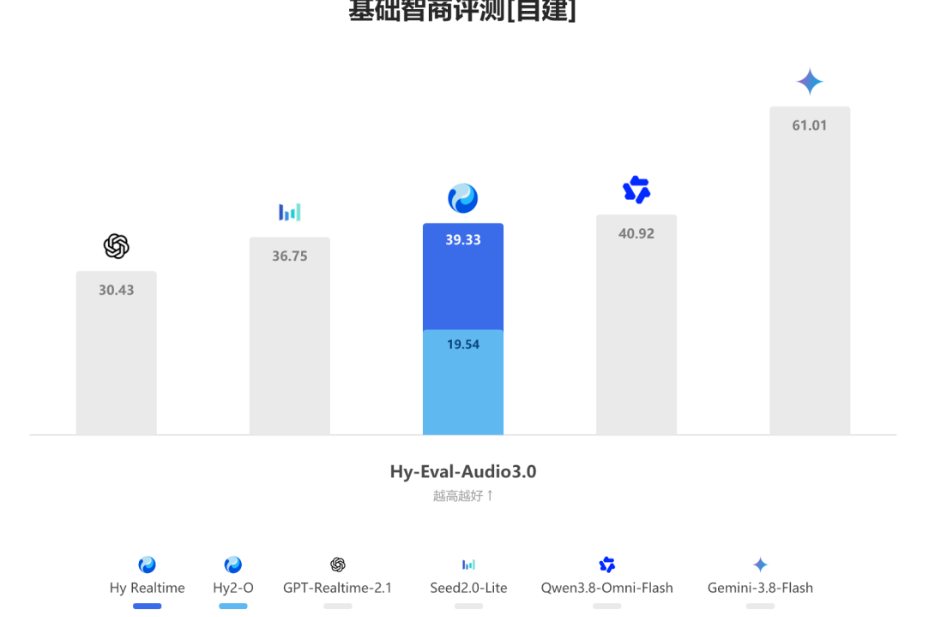 基础智商评测[自建]
61.01
40.92
39.33
36.75
30.43
19.54
Hy-Eval-Audio3.0
越高越好↑
Hy Realtime Hy2-O GPT-Realtime-2.1 Seed2.0-Lite Qwen3.8-Omni-Flash Gemini-3.8-Flash